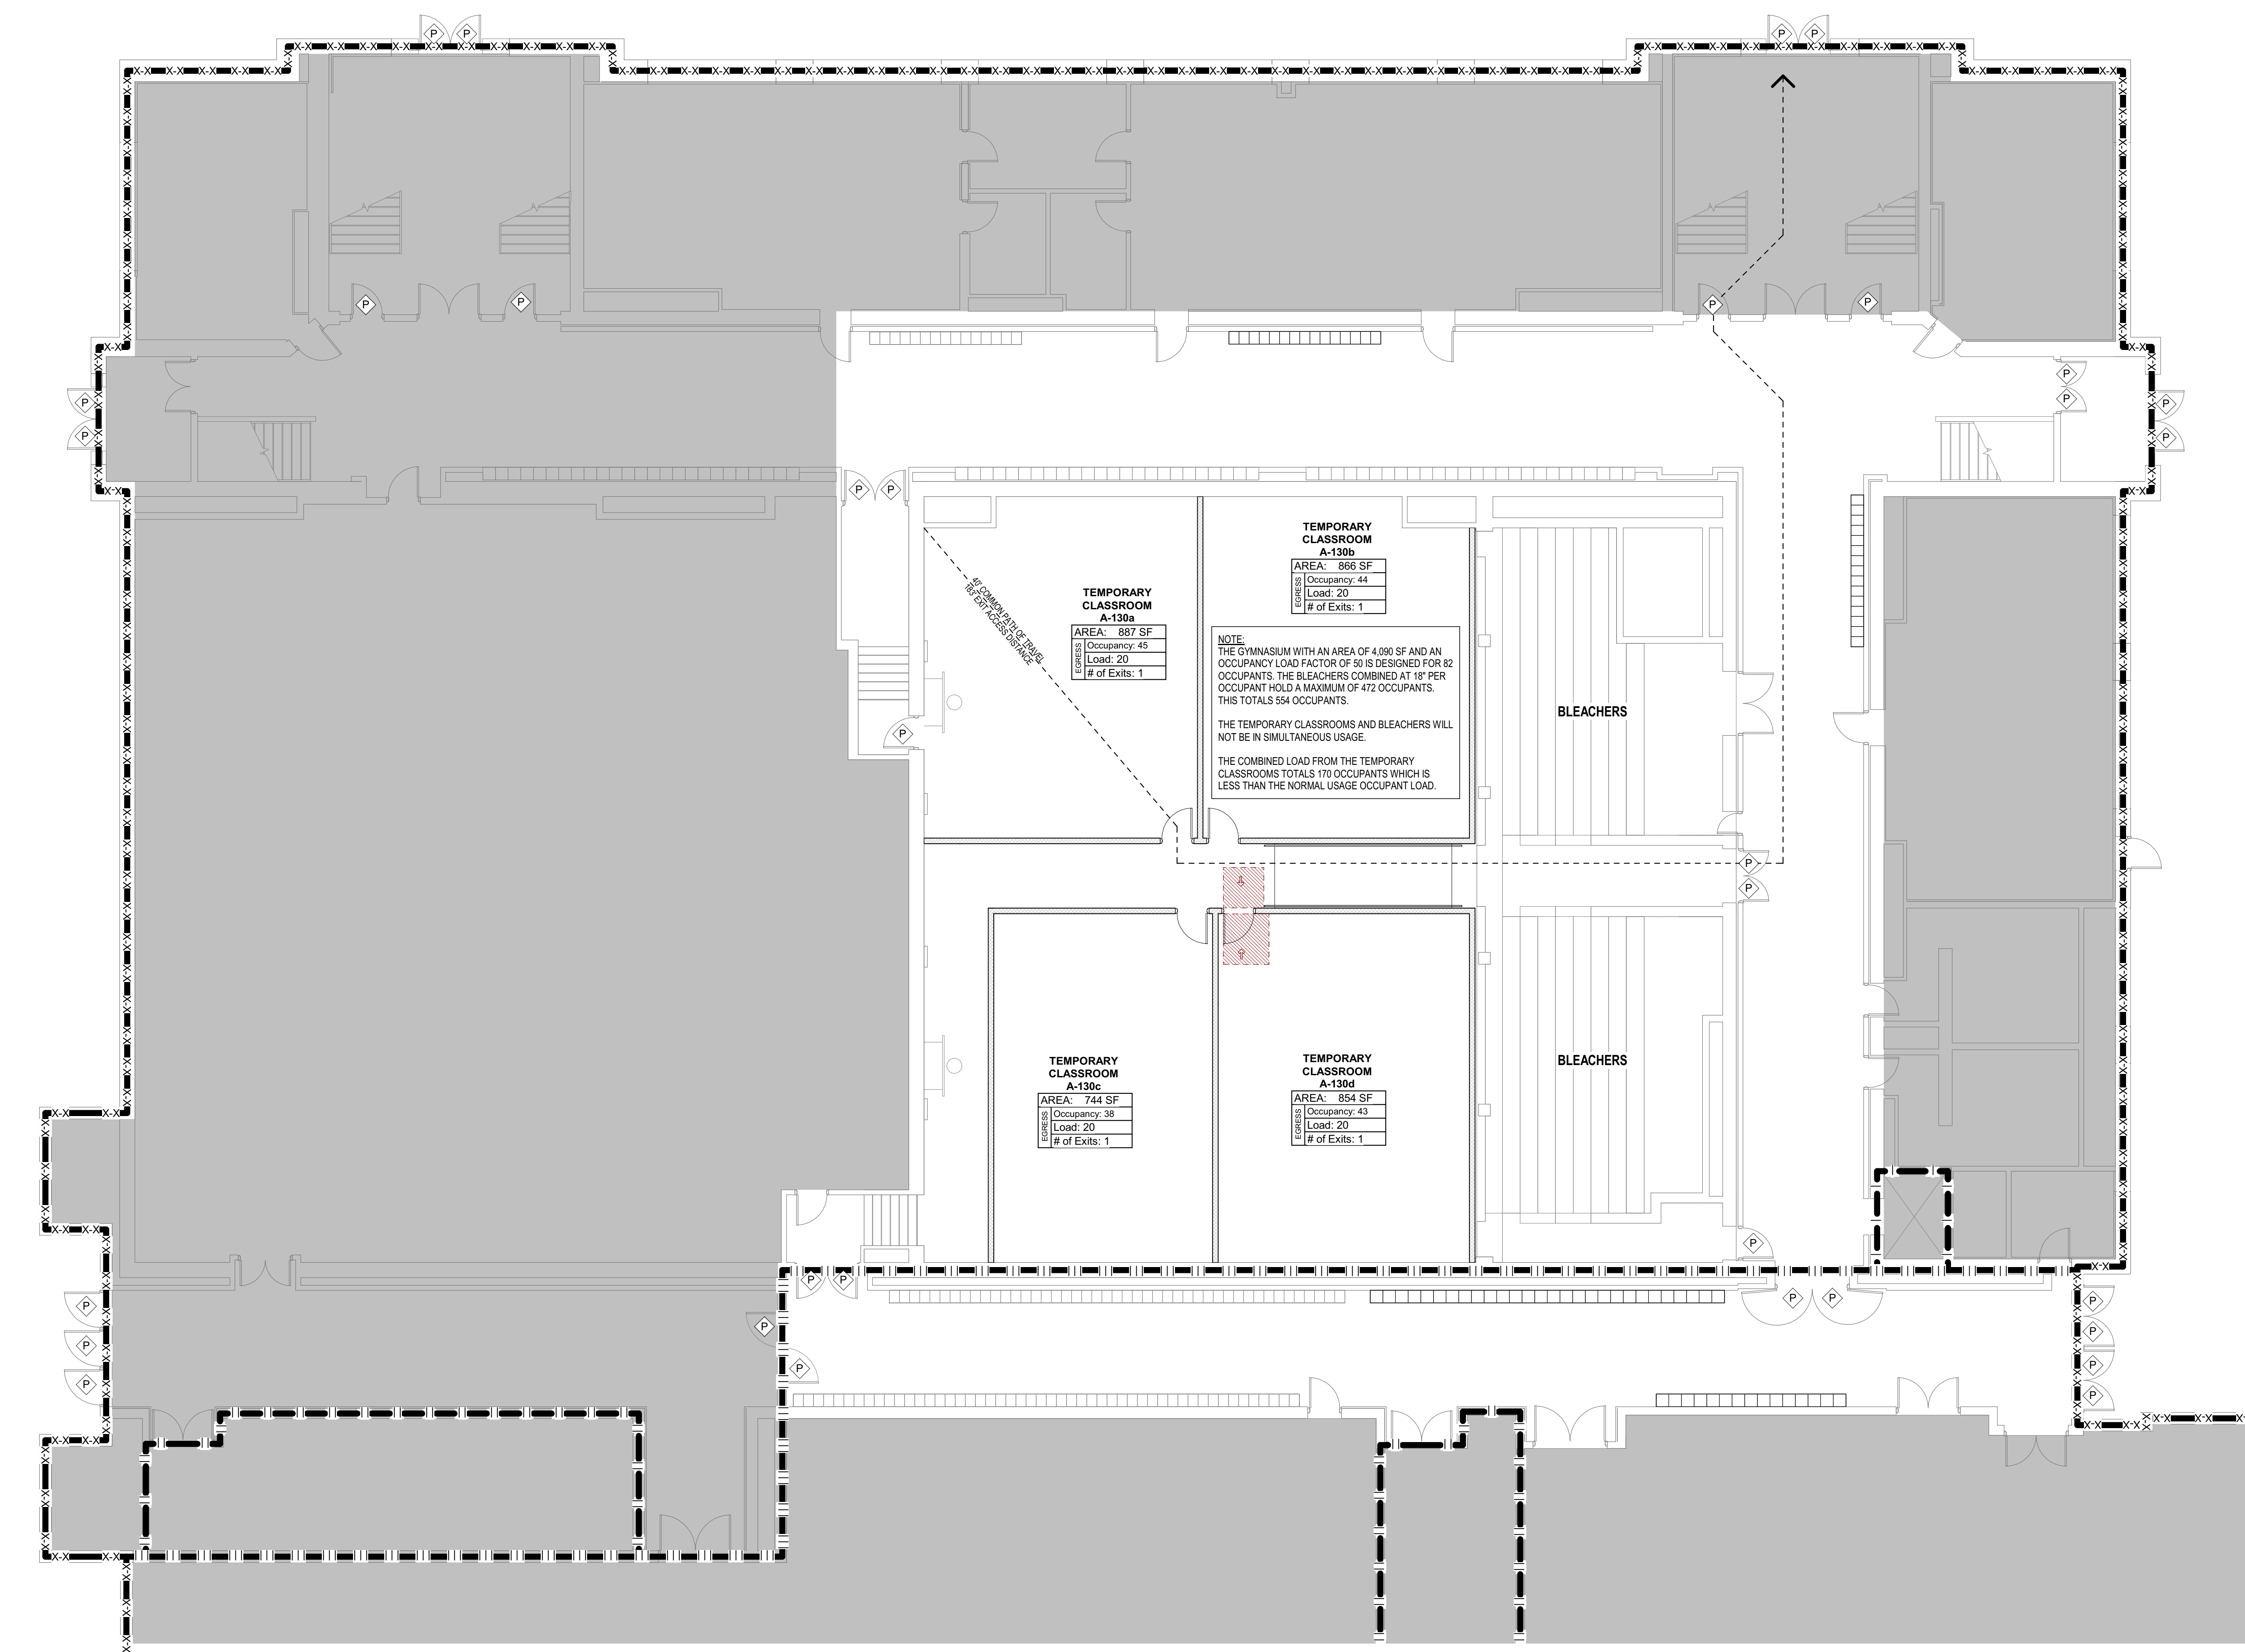 P P
P P
P P P P
P
P
P P
P
P
P
P
P P
TEMPORARY
CLASSROOM
A-130a
AREA: 887 SF
EGRESS
Occupancy: 45
Load: 20
# of Exits: 1
40' COMMON PATH OF TRAVEL
183' EXIT ACCESS DISTANCE
TEMPORARY
CLASSROOM
A-130b
AREA: 866 SF
EGRESS
Occupancy: 44
Load: 20
# of Exits: 1
NOTE:
THE GYMNASIUM WITH AN AREA OF 4,090 SF AND AN
OCCUPANCY LOAD FACTOR OF 50 IS DESIGNED FOR 82
OCCUPANTS. THE BLEACHERS COMBINED AT 18" PER
OCCUPANT HOLD A MAXIMUM OF 472 OCCUPANTS.
THIS TOTALS 554 OCCUPANTS.
THE TEMPORARY CLASSROOMS AND BLEACHERS WILL
NOT BE IN SIMULTANEOUS USAGE.
THE COMBINED LOAD FROM THE TEMPORARY
CLASSROOMS TOTALS 170 OCCUPANTS WHICH IS
LESS THAN THE NORMAL USAGE OCCUPANT LOAD.
BLEACHERS
P
P
P
TEMPORARY
CLASSROOM
A-130c
AREA: 744 SF
EGRESS
Occupancy: 38
Load: 20
# of Exits: 1
TEMPORARY
CLASSROOM
A-130d
AREA: 854 SF
EGRESS
Occupancy: 43
Load: 20
# of Exits: 1
BLEACHERS
P
P P
P P
P
P
P
P
P
P
P
P
P
P